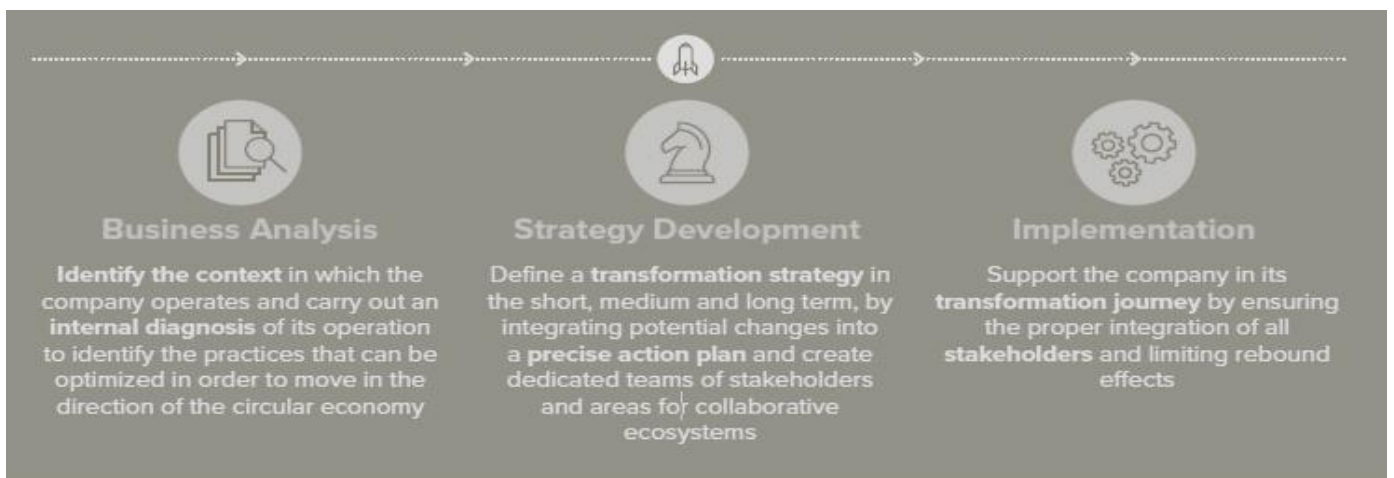 Business Analysis
Identify the context in which the
company operates and carry out an
internal diagnosis of its operation
to identify the practices that can be
optimized in order to move in the
direction of the circular economy
Strategy Development
Define a transformation strategy in
the short, medium and long term, by
integrating potential changes into
a precise action plan and create
dedicated teams of stakeholders
and areas for collaborative
ecosystems
Implementation
Support the company in its
transformation journey by ensuring
the proper integration of all
stakeholders and limiting rebound
effects